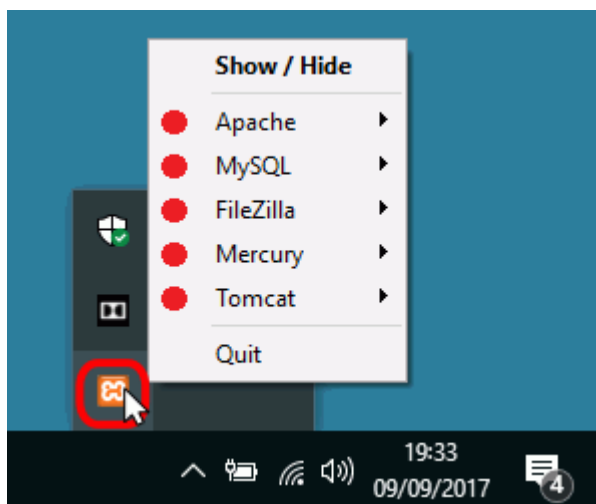 Show / Hide
Apache
MySQL
FileZilla
Mercury
Tomcat
Quit
19:33
09/09/2017
4